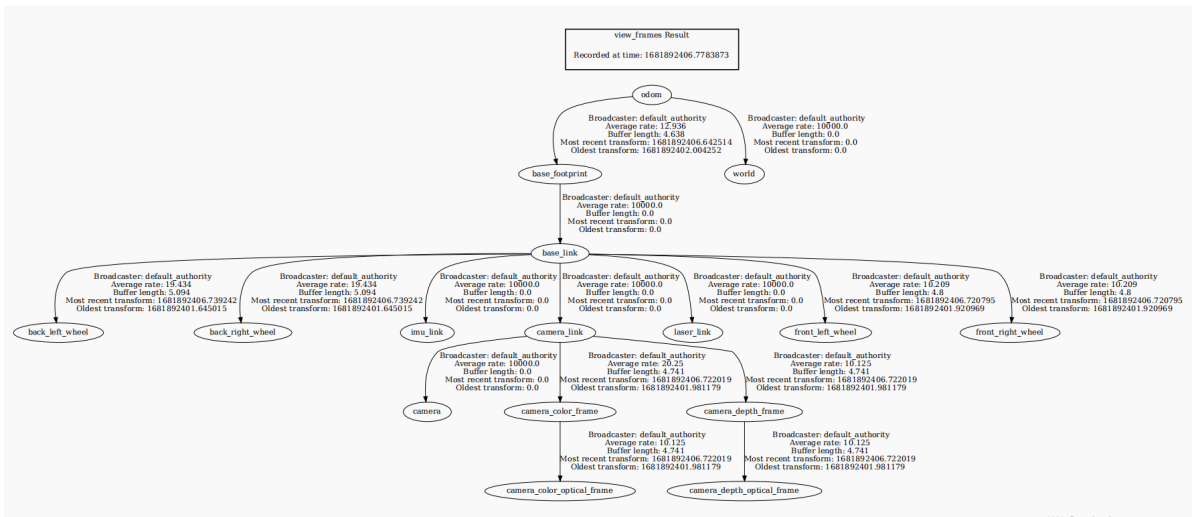 view_frames Result
Recorded at time: 1681892406.7783873
odom
Broadcaster: default_authority
Average rate: 12.936
Buffer length: 4.638
Most recent transform: 1681892406.642514
Oldest transform: 1681892402.004252
Broadcaster: default_authority
Average rate: 10000.0
Buffer length: 0.0
Most recent transform: 0.0
Oldest transform: 0.0
base_footprint
world
Broadcaster: default_authority
Average rate: 10000.0
Buffer length: 0.0
Most recent transform: 0.0
Oldest transform: 0.0
base_link
Broadcaster: default_authority
Average rate: 19.434
Buffer length: 5.094
Most recent transform: 1681892406.739242
Oldest transform: 1681892401.645015
Broadcaster: default_authority
Average rate: 19.434
Buffer length: 5.094
Most recent transform: 1681892406.739242
Oldest transform: 1681892401.645015
Broadcaster: default_authority
Average rate: 10000.0
Buffer length: 0.0
Most recent transform: 0.0
Oldest transform: 0.0
Broadcaster: default_authority
Average rate: 10000.0
Buffer length: 0.0
Most recent transform: 0.0
Oldest transform: 0.0
Broadcaster: default_authority
Average rate: 10000.0
Buffer length: 0.0
Most recent transform: 0.0
Oldest transform: 0.0
Broadcaster: default_authority
Average rate: 10.209
Buffer length: 4.8
Most recent transform: 1681892406.720795
Oldest transform: 1681892401.920969
Broadcaster: default_authority
Average rate: 10.209
Buffer length: 4.8
Most recent transform: 1681892406.720795
Oldest transform: 1681892401.920969
back_left_wheel
back_right_wheel
imu_link
camera_link
laser_link
front_left_wheel
front_right_wheel
Broadcaster: default_authority
Average rate: 10000.0
Buffer length: 0.0
Most recent transform: 0.0
Oldest transform: 0.0
Broadcaster: default_authority
Average rate: 20.25
Buffer length: 4.741
Most recent transform: 1681892406.722019
Oldest transform: 1681892401.981179
Broadcaster: default_authority
Average rate: 10.125
Buffer length: 4.741
Most recent transform: 1681892406.722019
Oldest transform: 1681892401.981179
camera
camera_color_frame
camera_depth_frame
Broadcaster: default_authority
Average rate: 10.125
Buffer length: 4.741
Most recent transform: 1681892406.722019
Oldest transform: 1681892401.981179
Broadcaster: default_authority
Average rate: 10.125
Buffer length: 4.741
Most recent transform: 1681892406.722019
Oldest transform: 1681892401.981179
camera_color_optical_frame
camera_depth_optical_frame